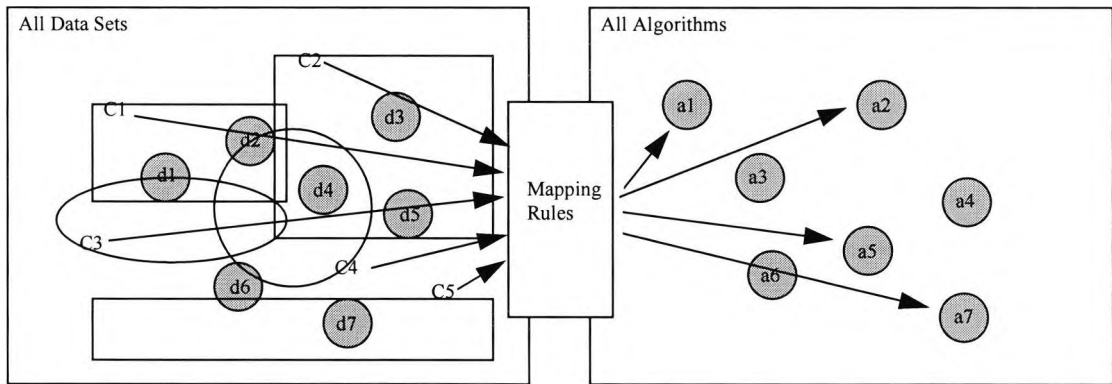 All Data Sets
All Algorithms
C2
C1
d3
d2
d1
d4
d5
C3
C4
d6
C5
d7
Mapping
Rules
a1
a2
a3
a4
a5
a6
a7